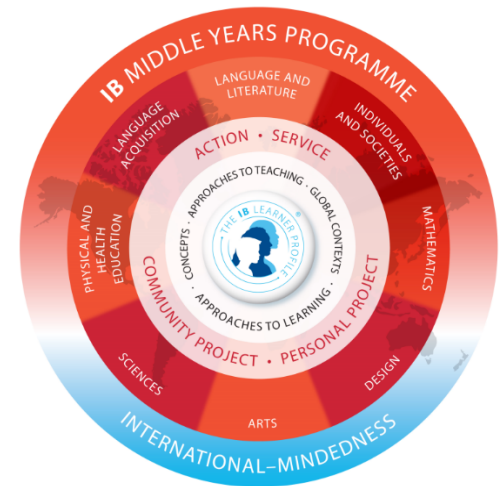 IB MIDDLE YEARS PROGRAMME
LANGUAGE AND
LITERATURE
INDIVIDUALS
AND SOCIETIES
MATHEMATICS
DESIGN
ARTS
SCIENCES
PHYSICAL AND
HEALTH
EDUCATION
LANGUAGE
ACQUISITION
ACTION • SERVICE
PERSONAL PROJECT
COMMUNITY PROJECT •
APPROACHES TO TEACHING ·
GLOBAL CONTEXTS ·
APPROACHES TO LEARNING ·
CONCEPTS ·
THE IB LEARNER PROFILE ®
INTERNATIONAL–MINDEDNESS